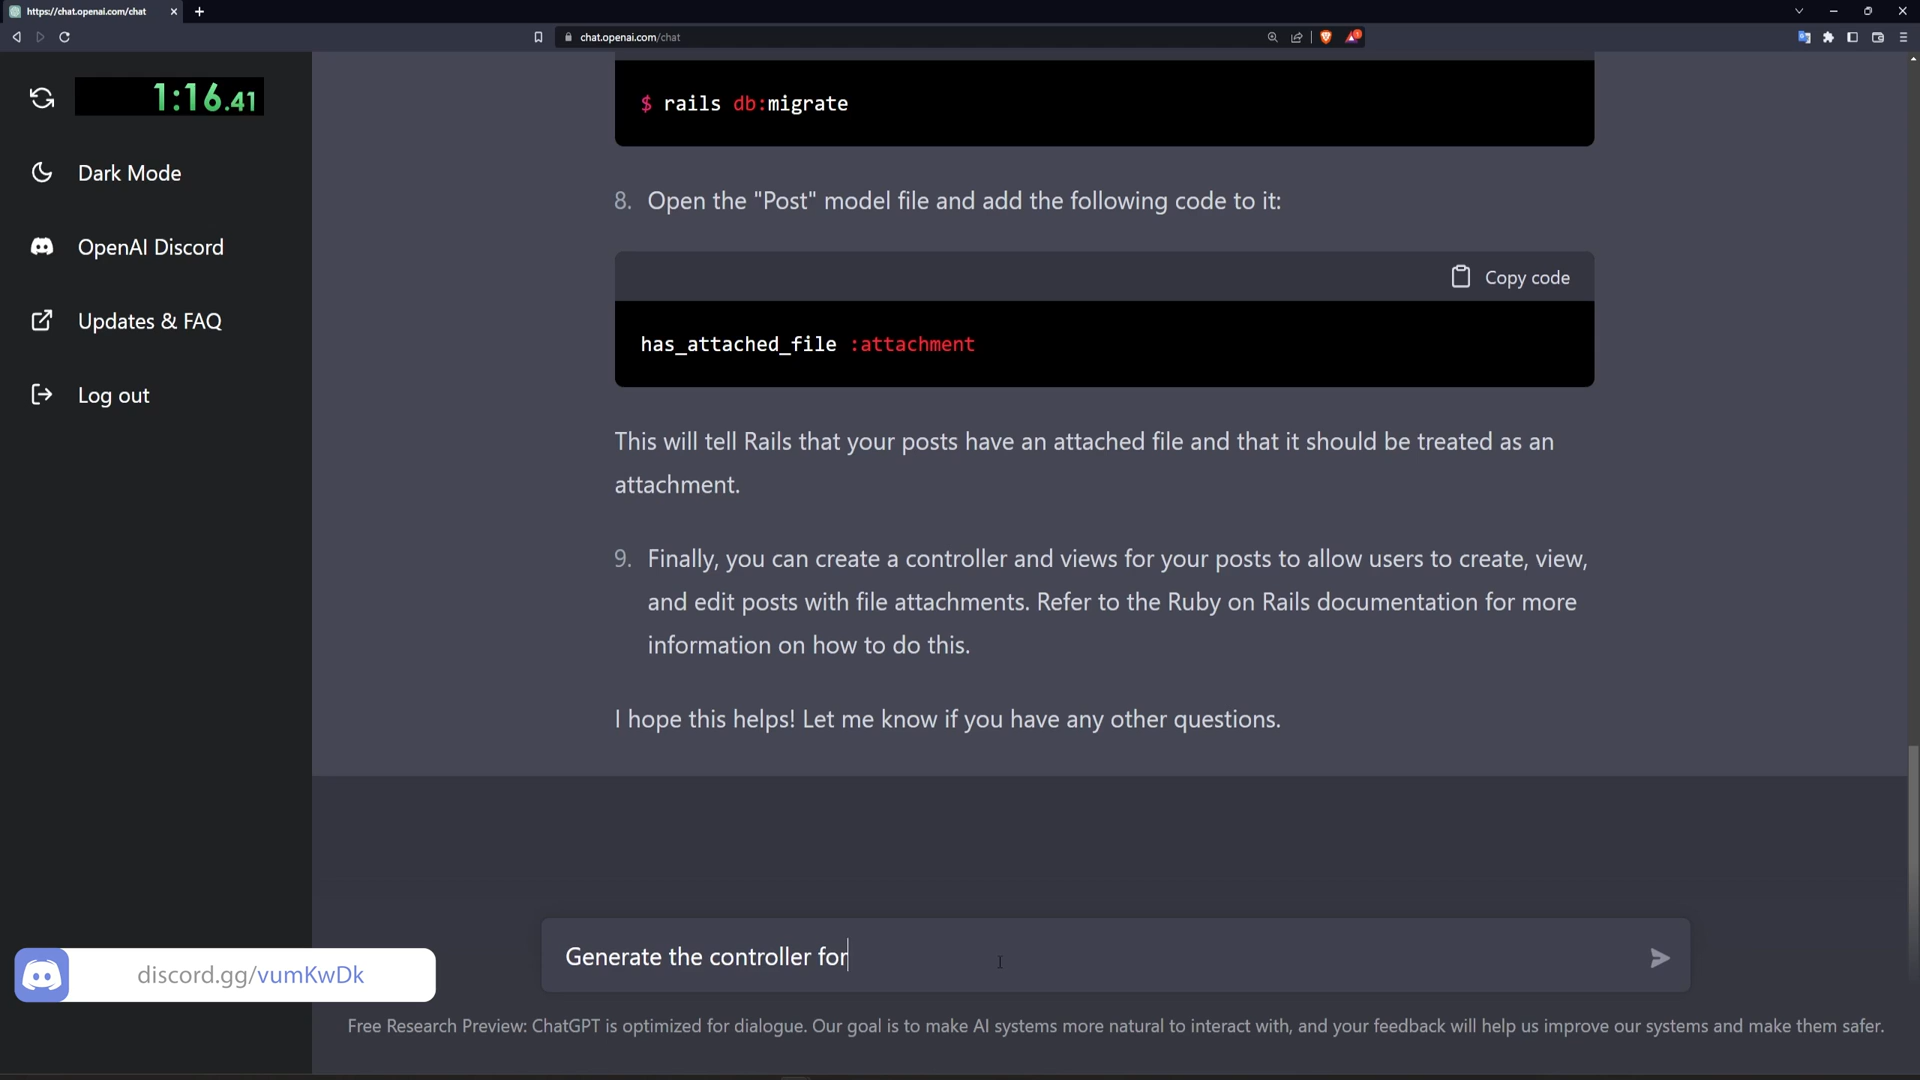 https://chat.openai.com/chat
chat.openai.com/chat
1:16.41
Dark Mode
OpenAI Discord
Updates & FAQ
Log out
$ rails db:migrate
8. Open the "Post" model file and add the following code to it:
Copy code
has_attached_file :attachment
This will tell Rails that your posts have an attached file and that it should be treated as an
attachment.
9. Finally, you can create a controller and views for your posts to allow users to create, view,
and edit posts with file attachments. Refer to the Ruby on Rails documentation for more
information on how to do this.
I hope this helps! Let me know if you have any other questions.
Generate the controller for
discord.gg/vumKwDk
Free Research Preview: ChatGPT is optimized for dialogue. Our goal is to make AI systems more natural to interact with, and your feedback will help us improve our systems and make them safer.